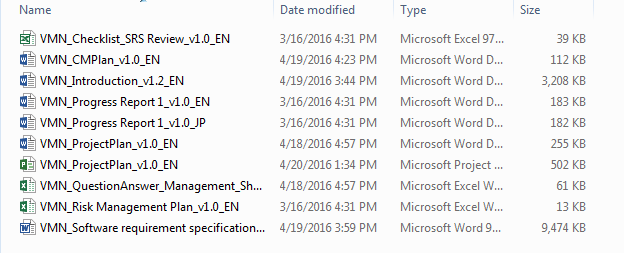 Name Date modified Type Size
VMN_Checklist_SRS Review_v1.0_EN 3/16/2016 4:31 PM Microsoft Excel 97... 39 KB
VMN_CMPlan_v1.0_EN 4/19/2016 4:23 PM Microsoft Word D... 112 KB
VMN_Introduction_v1.2_EN 4/19/2016 3:44 PM Microsoft Word D... 3,208 KB
VMN_Progress Report 1_v1.0_EN 3/16/2016 4:31 PM Microsoft Word D... 183 KB
VMN_Progress Report 1_v1.0_JP 3/16/2016 4:31 PM Microsoft Word D... 182 KB
VMN_ProjectPlan_v1.0_EN 4/18/2016 4:57 PM Microsoft Word D... 255 KB
VMN_ProjectPlan_v1.0_EN 4/20/2016 1:34 PM Microsoft Project ... 502 KB
VMN_QuestionAnswer_Management_Sh... 4/18/2016 4:57 PM Microsoft Excel W... 61 KB
VMN_Risk Management Plan_v1.0_EN 3/16/2016 4:31 PM Microsoft Excel W... 13 KB
VMN_Software requirement specification... 4/19/2016 3:59 PM Microsoft Word 9... 9,474 KB